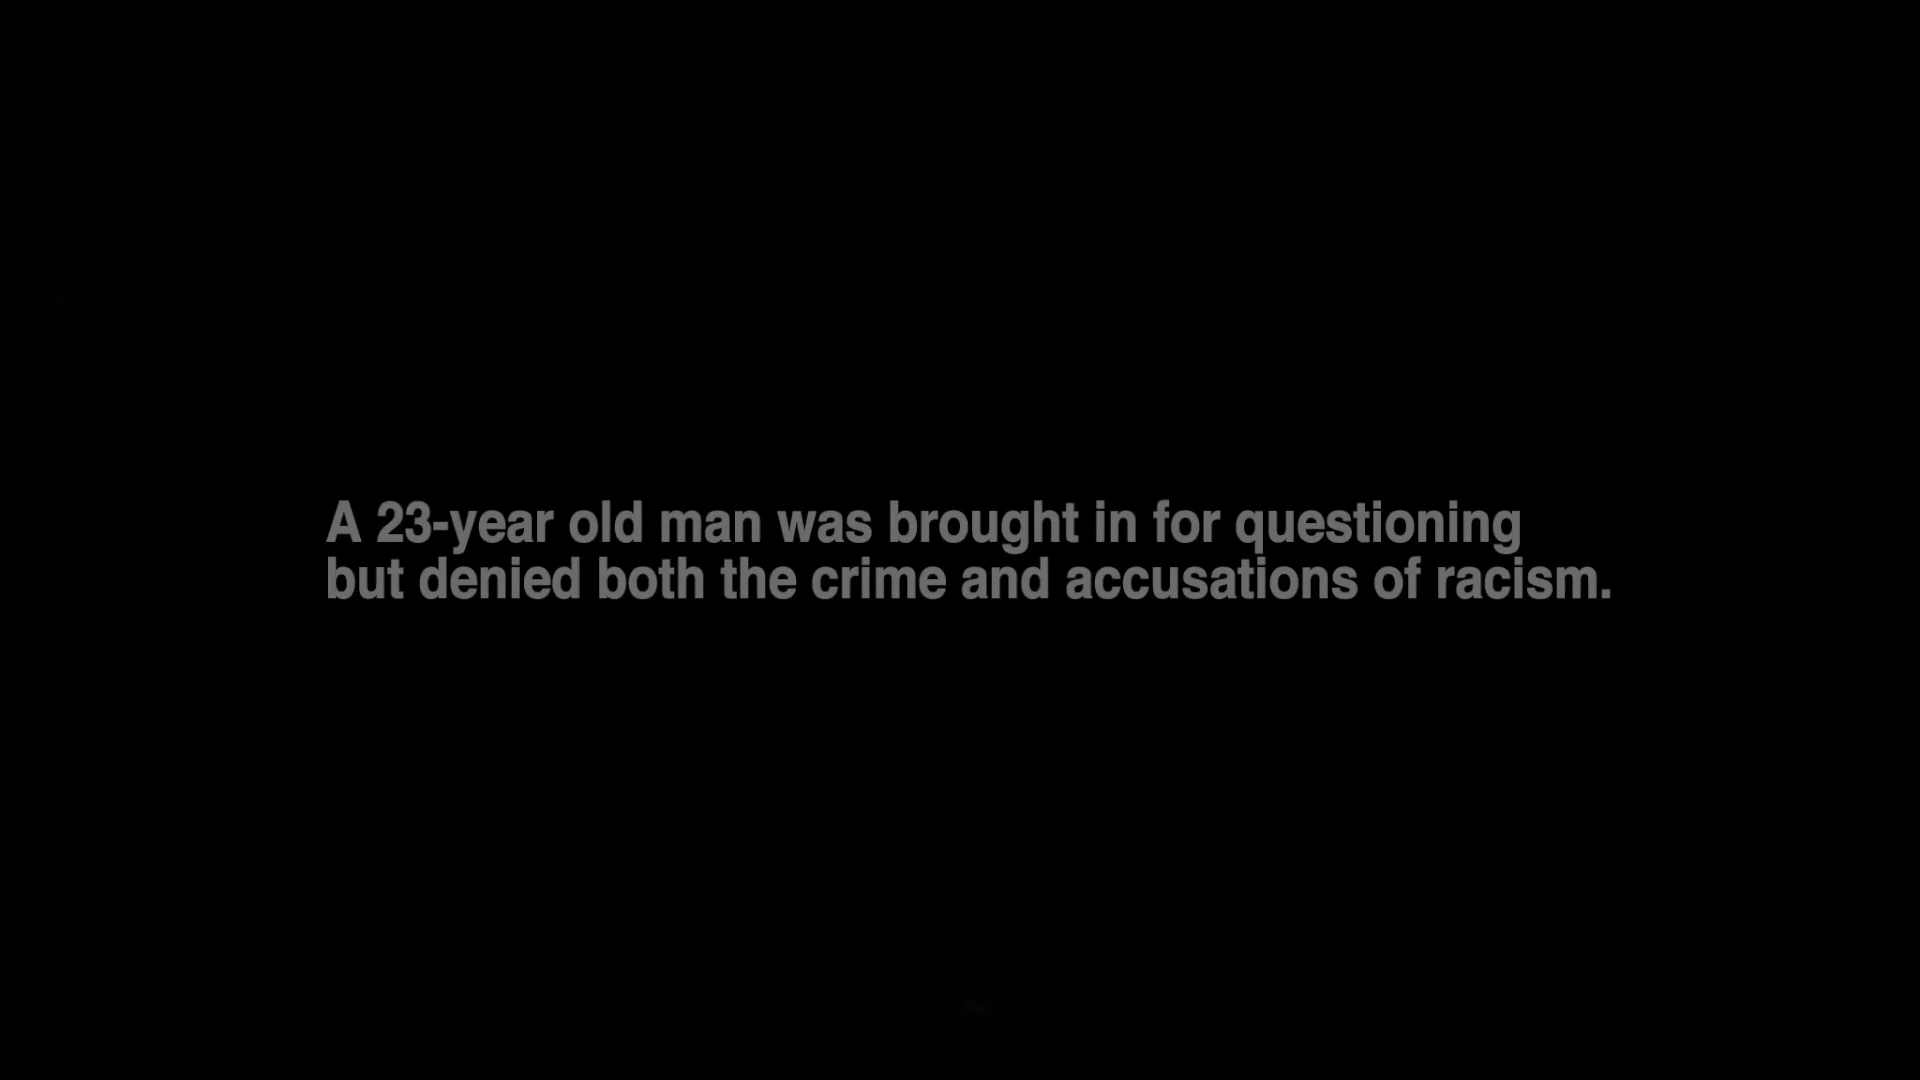 A 23-year old man was brought in for questioning
but denied both the crime and accusations of racism.